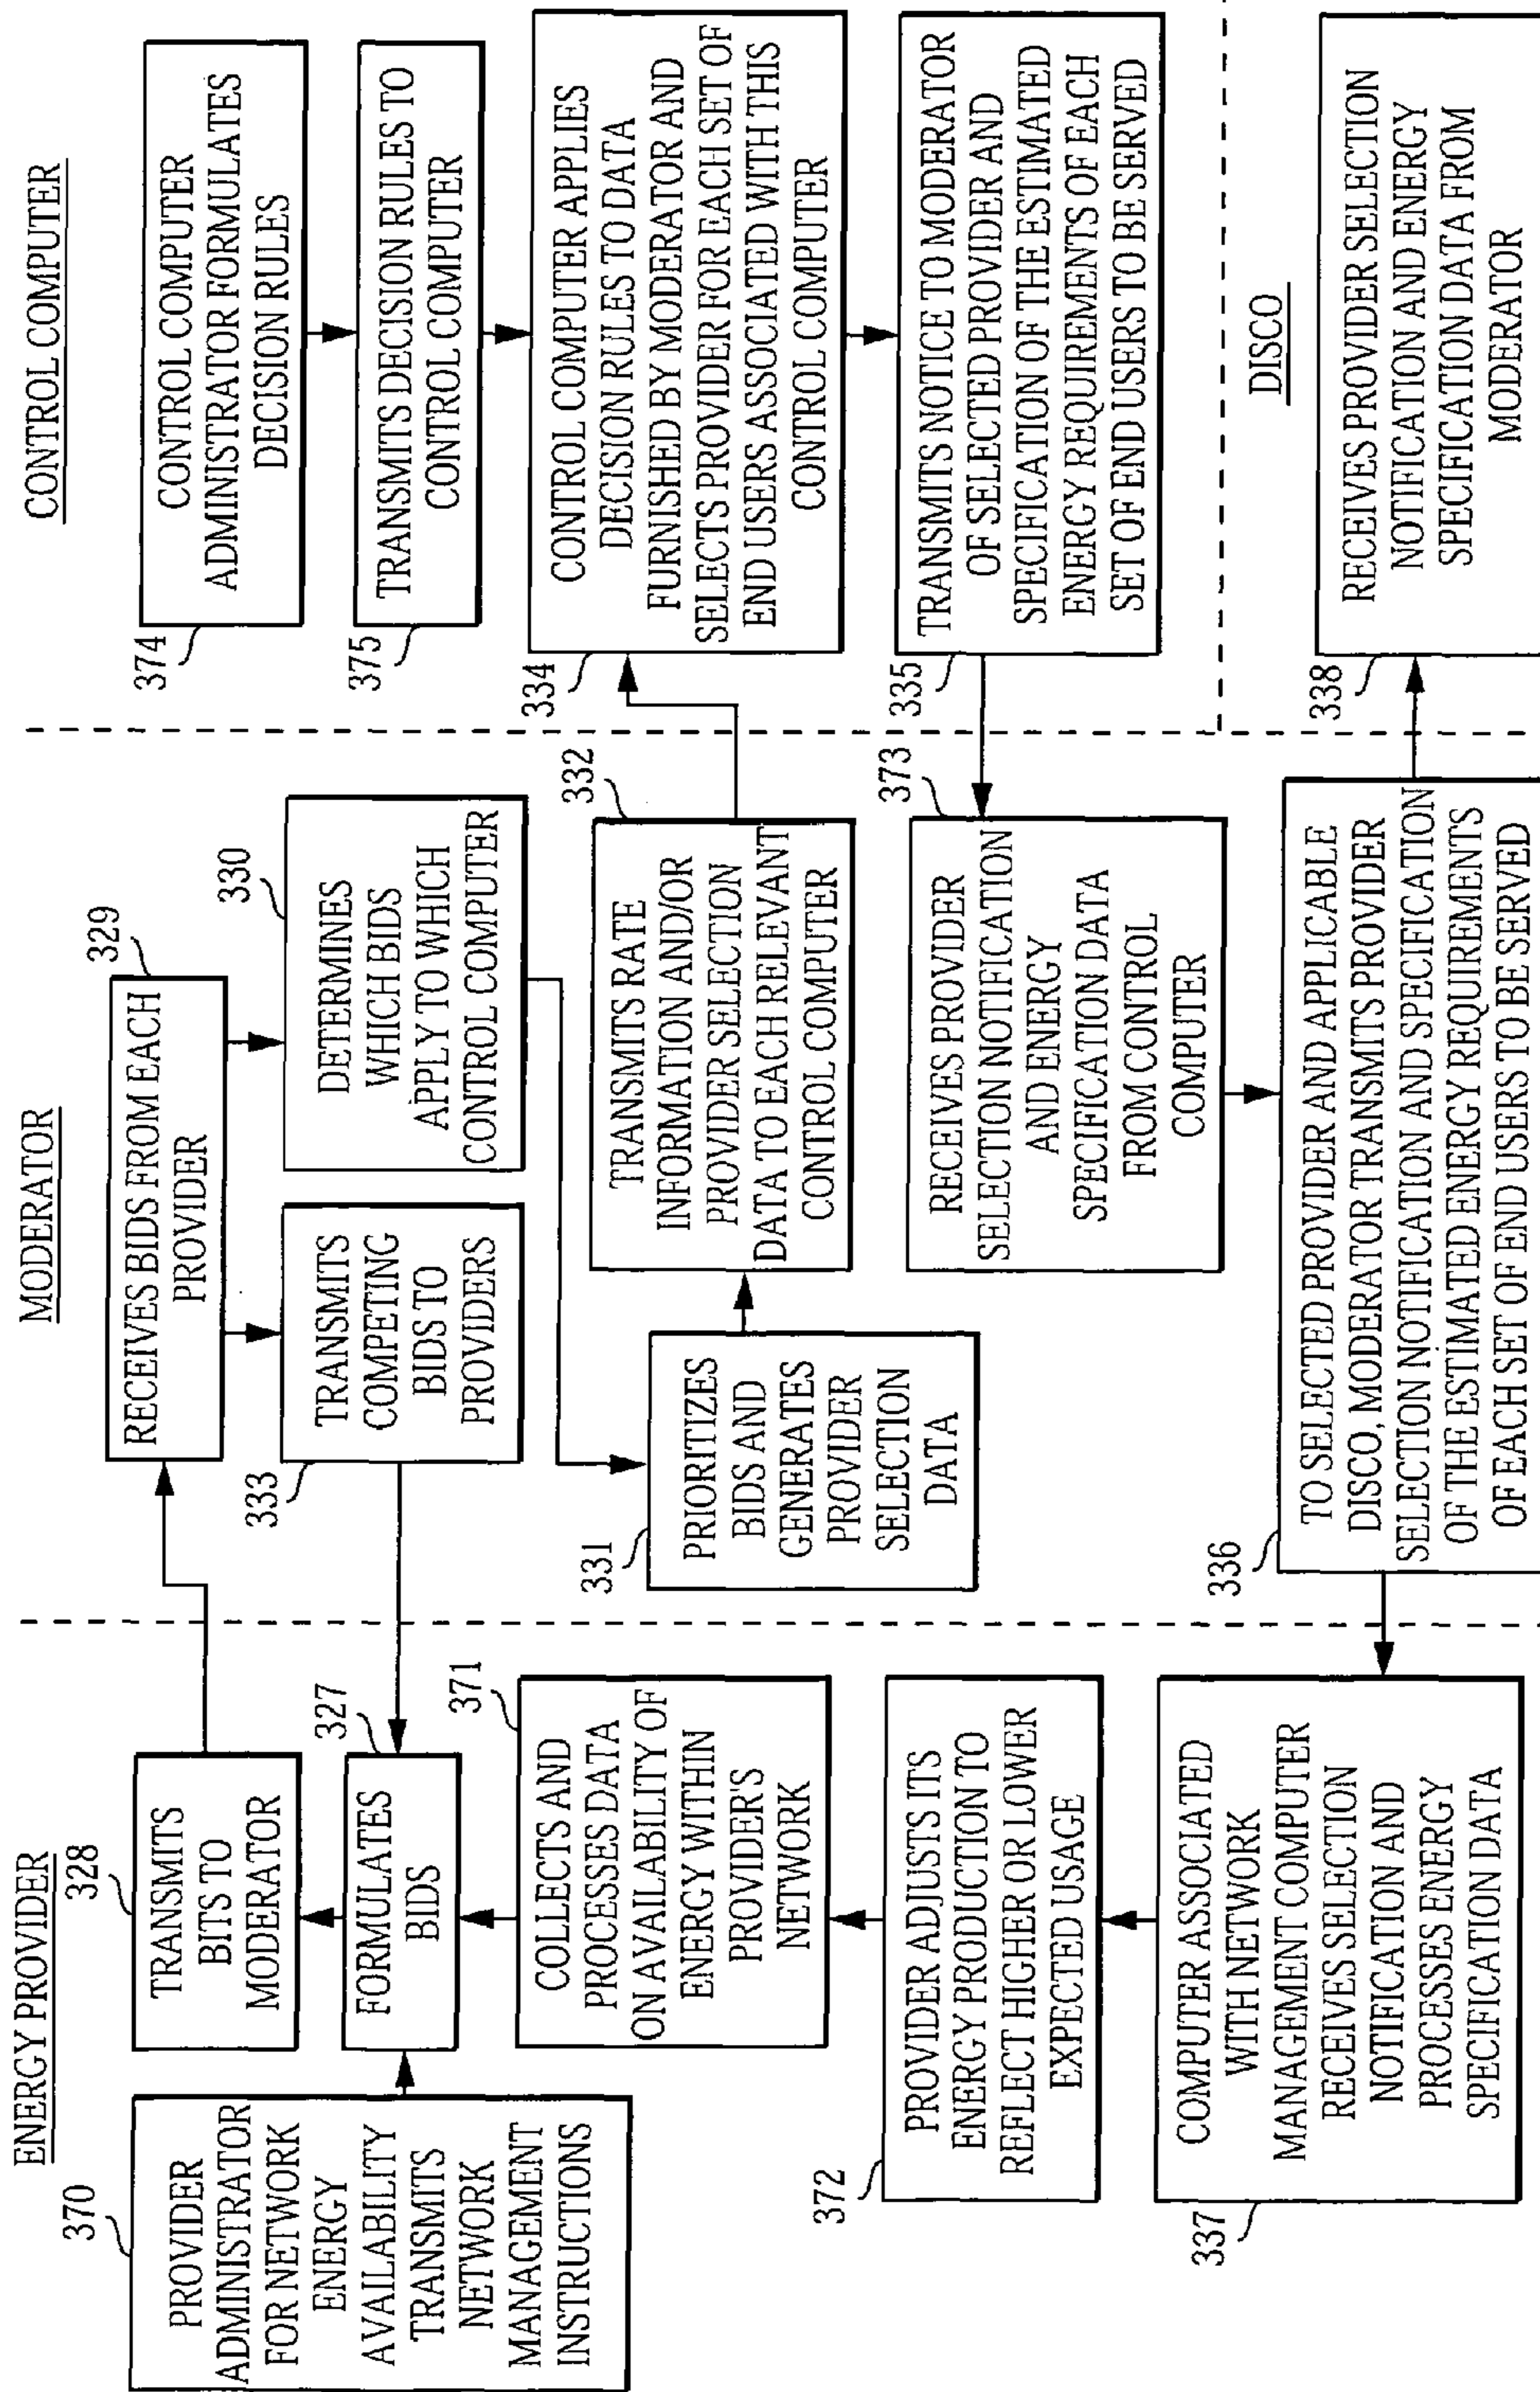 ENERGY PROVIDER
370
PROVIDER
ADMINISTRATOR
FOR NETWORK
ENERGY
AVAILABILITY
TRANSMITS
NETWORK
MANAGEMENT
INSTRUCTIONS
328
TRANSMITS
BITS TO
MODERATOR
327
FORMULATES
BIDS
371
COLLECTS AND
PROCESSES DATA
ON AVAILABILITY OF
ENERGY WITHIN
PROVIDER'S
NETWORK
372
PROVIDER ADJUSTS ITS
ENERGY PRODUCTION TO
REFLECT HIGHER OR LOWER
EXPECTED USAGE
337
COMPUTER ASSOCIATED
WITH NETWORK
MANAGEMENT COMPUTER
RECEIVES SELECTION
NOTIFICATION AND
PROCESSES ENERGY
SPECIFICATION DATA
MODERATOR
329
RECEIVES BIDS FROM EACH
PROVIDER
333
TRANSMITS
COMPETING
BIDS TO
PROVIDERS
330
DETERMINES
WHICH BIDS
APPLY TO WHICH
CONTROL COMPUTER
331
PRIORITIZES
BIDS AND
GENERATES
PROVIDER
SELECTION
DATA
332
TRANSMITS RATE
INFORMATION AND/OR
PROVIDER SELECTION
DATA TO EACH RELEVANT
CONTROL COMPUTER
373
RECEIVES PROVIDER
SELECTION NOTIFICATION
AND ENERGY
SPECIFICATION DATA
FROM CONTROL
COMPUTER
336
TO SELECTED PROVIDER AND APPLICABLE
DISCO, MODERATOR TRANSMITS PROVIDER
SELECTION NOTIFICATION AND SPECIFICATION
OF THE ESTIMATED ENERGY REQUIREMENTS
OF EACH SET OF END USERS TO BE SERVED
CONTROL COMPUTER
374
CONTROL COMPUTER
ADMINISTRATOR FORMULATES
DECISION RULES
375
TRANSMITS DECISION RULES TO
CONTROL COMPUTER
334
CONTROL COMPUTER APPLIES
DECISION RULES TO DATA
FURNISHED BY MODERATOR AND
SELECTS PROVIDER FOR EACH SET OF
END USERS ASSOCIATED WITH THIS
CONTROL COMPUTER
335
TRANSMITS NOTICE TO MODERATOR
OF SELECTED PROVIDER AND
SPECIFICATION OF THE ESTIMATED
ENERGY REQUIREMENTS OF EACH
SET OF END USERS TO BE SERVED
DISCO
338
RECEIVES PROVIDER SELECTION
NOTIFICATION AND ENERGY
SPECIFICATION DATA FROM
MODERATOR